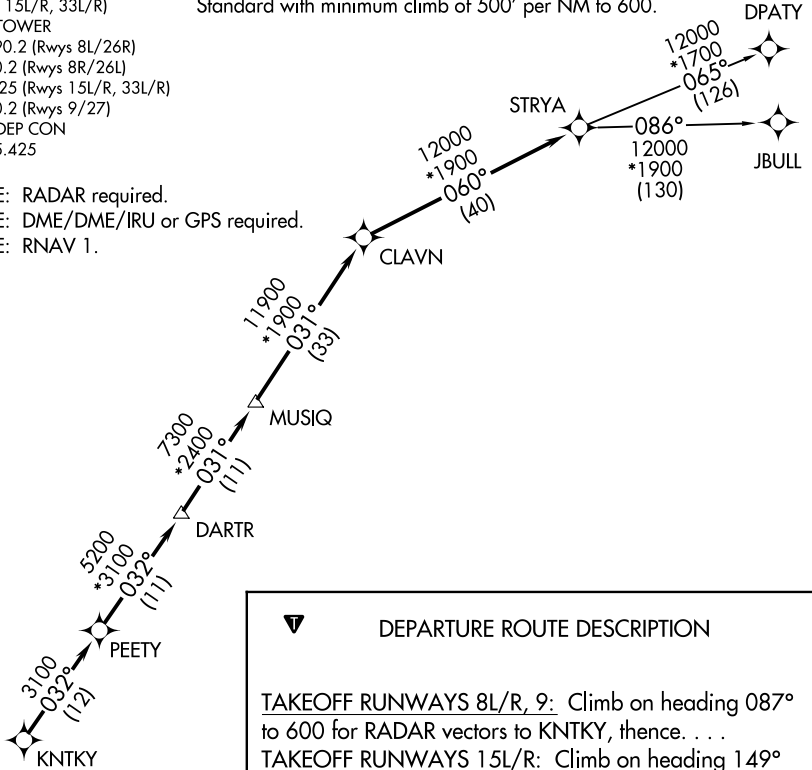 15L/R, 33L/R)
TOWER
0.2 (Rwys 8L/26R)
0.2 (Rwys 8R/26L)
25 (Rwys 15L/R, 33L/R)
0.2 (Rwys 9/27)
DEP CON
.425
Standard with minimum climb of 500' per NM to 600.
E: RADAR required.
E: DME/DME/IRU or GPS required.
E: RNAV 1.
DPATY
12000
*1700
065°
(126)
STRYA
086°
12000
*1900
(130)
JBULL
12000
*1900
060°
(40)
CLAVN
11900
*1900
031°
(33)
MUSIQ
7300
*2400
031°
(11)
DARTR
5200
*3100
032°
(11)
PEETY
3100
032°
(12)
KNTKY
T
DEPARTURE ROUTE DESCRIPTION
TAKEOFF RUNWAYS 8L/R, 9: Climb on heading 087°
to 600 for RADAR vectors to KNTKY, thence. . . .
TAKEOFF RUNWAYS 15L/R: Climb on heading 149°